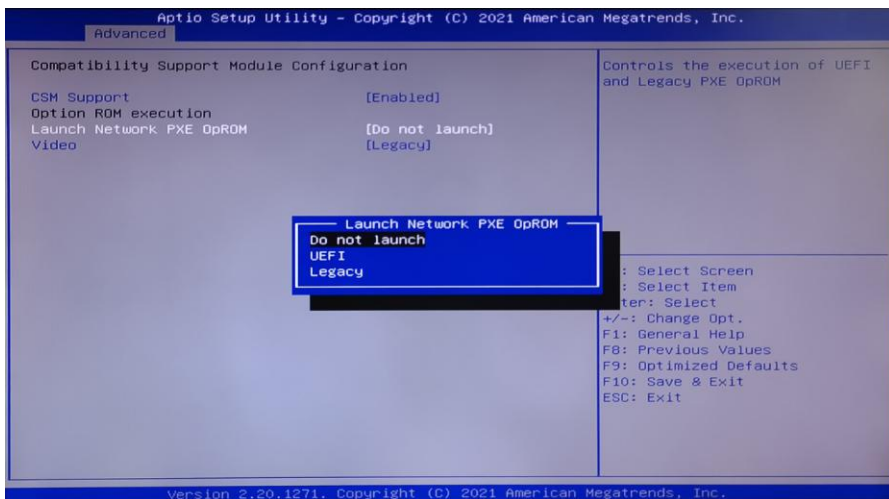 Aptio Setup Utility – Copyright (C) 2021 American Megatrends, Inc.
Advanced
Compatibility Support Module Configuration
CSM Support [Enabled]
Option ROM execution
Launch Network PXE OpROM [Do not launch]
Video [Legacy]
Controls the execution of UEFI
and Legacy PXE OpROM
Launch Network PXE OpROM
Do not launch
UEFI
Legacy
: Select Screen
: Select Item
ter: Select
+/-: Change Opt.
F1: General Help
F8: Previous Values
F9: Optimized Defaults
F10: Save & Exit
ESC: Exit
Version 2.20.1271. Copyright (C) 2021 American Megatrends, Inc.